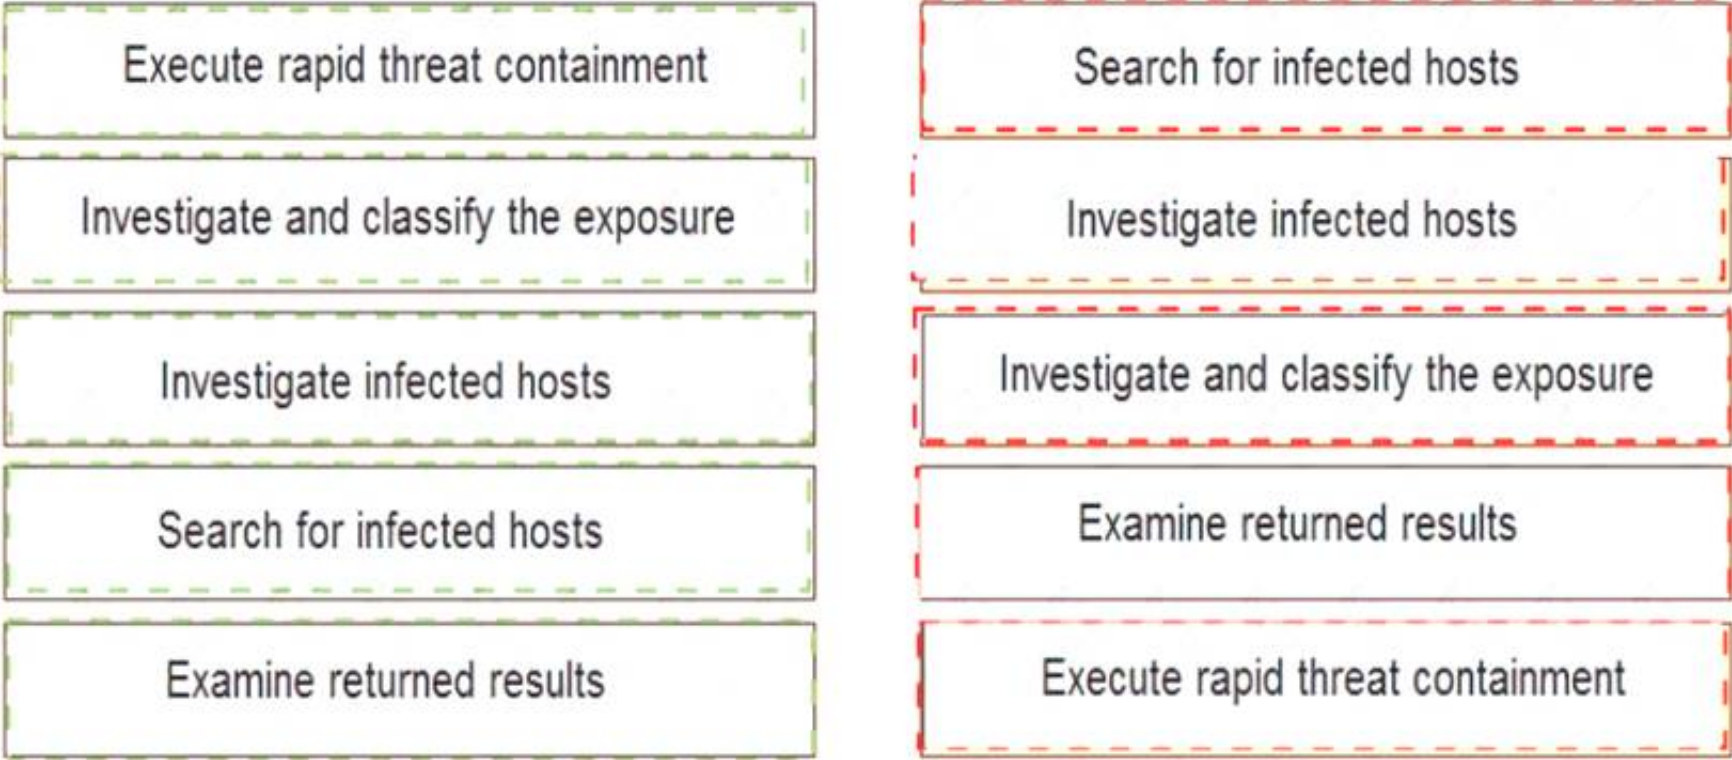 Execute rapid threat containment
Investigate and classify the exposure
Investigate infected hosts
Search for infected hosts
Examine returned results
Search for infected hosts
Investigate infected hosts
Investigate and classify the exposure
Examine returned results
Execute rapid threat containment